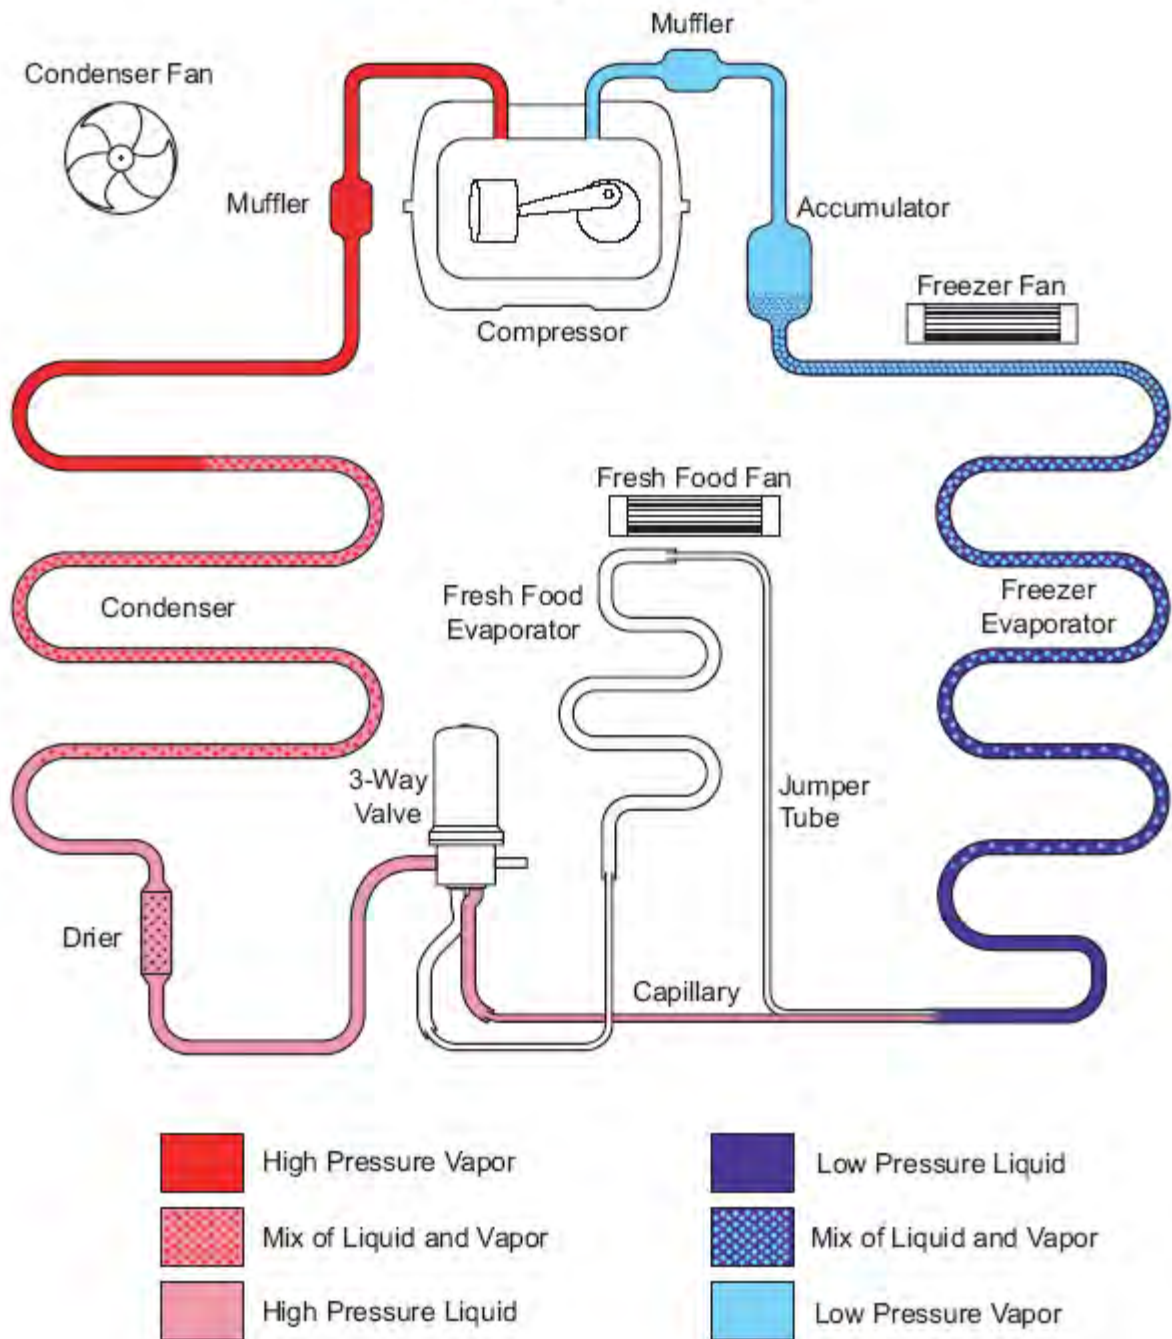 Muffler
Condenser Fan
Muffler
Accumulator
Freezer Fan
Compressor
Fresh Food Fan
Fresh Food
Evaporator
Condenser
Freezer
Evaporator
3-Way
Valve
Jumper
Tube
Drier
Capillary
High Pressure Vapor
Low Pressure Liquid
Mix of Liquid and Vapor
Mix of Liquid and Vapor
High Pressure Liquid
Low Pressure Vapor